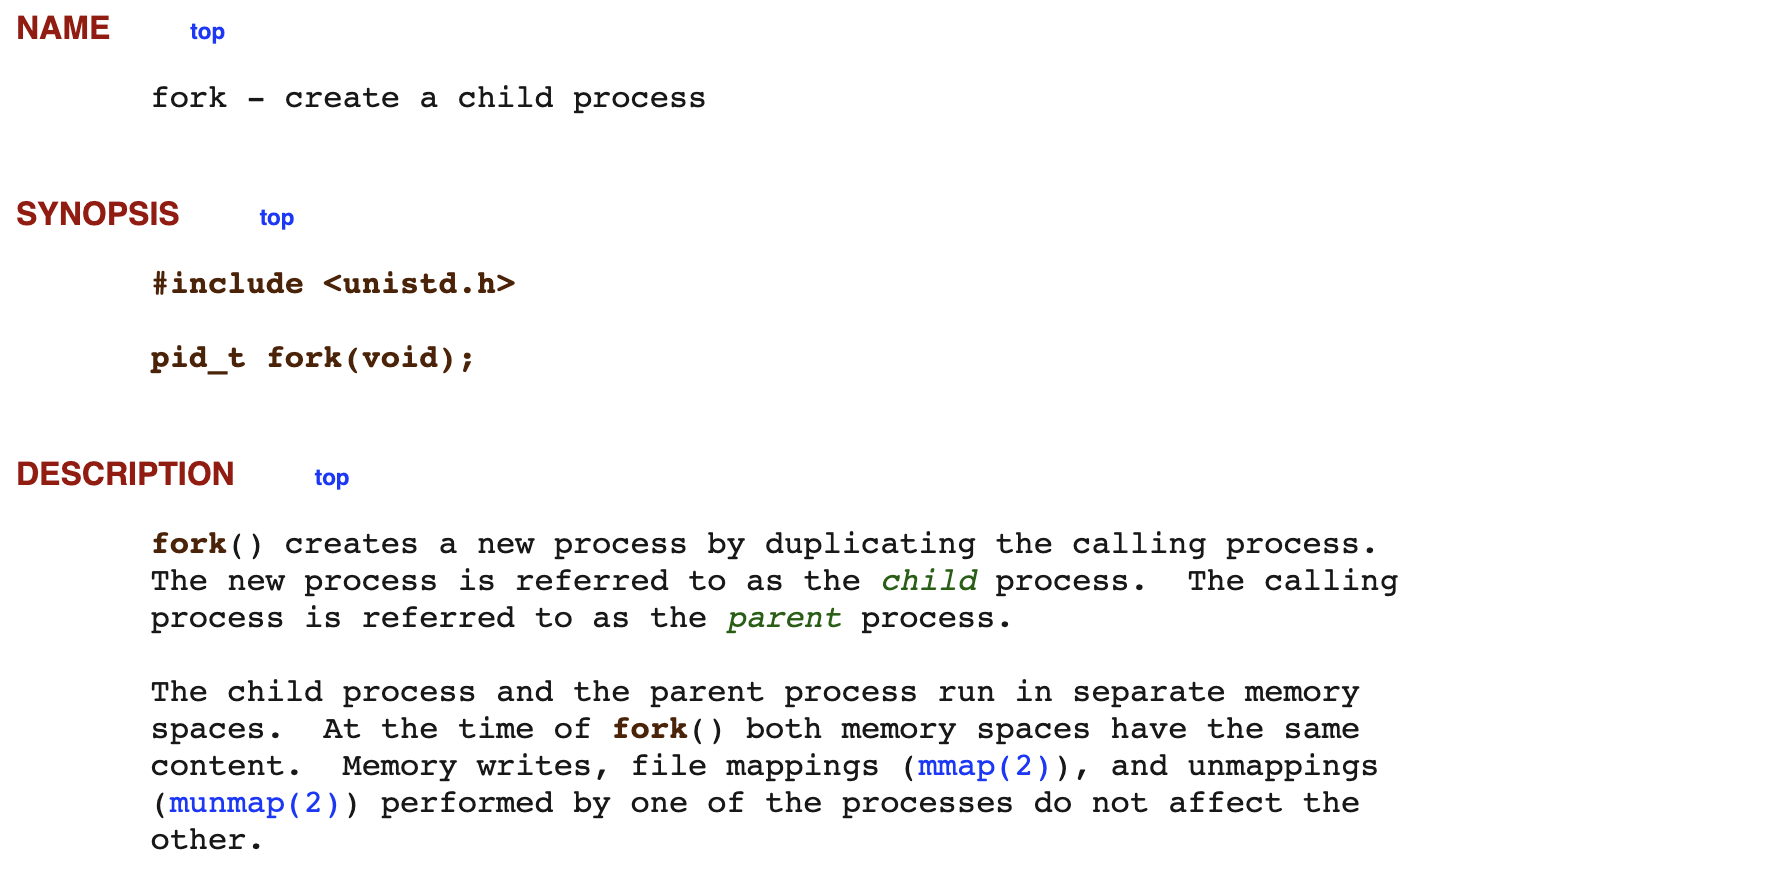 NAME top
fork - create a child process
SYNOPSIS top
#include <unistd.h>
pid_t fork(void);
DESCRIPTION top
fork() creates a new process by duplicating the calling process.
The new process is referred to as the child process.  The calling
process is referred to as the parent process.
The child process and the parent process run in separate memory
spaces.  At the time of fork() both memory spaces have the same
content.  Memory writes, file mappings (mmap(2)), and unmappings
(munmap(2)) performed by one of the processes do not affect the
other.